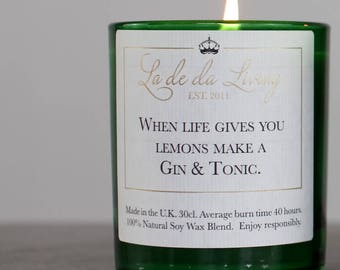 La de da Living
EST. 2011
WHEN LIFE GIVES YOU
LEMONS MAKE A
GIN & TONIC.
Made in the U.K. 30cl. Average burn time 40 hours.
100% Natural Soy Wax Blend. Enjoy responsibly.